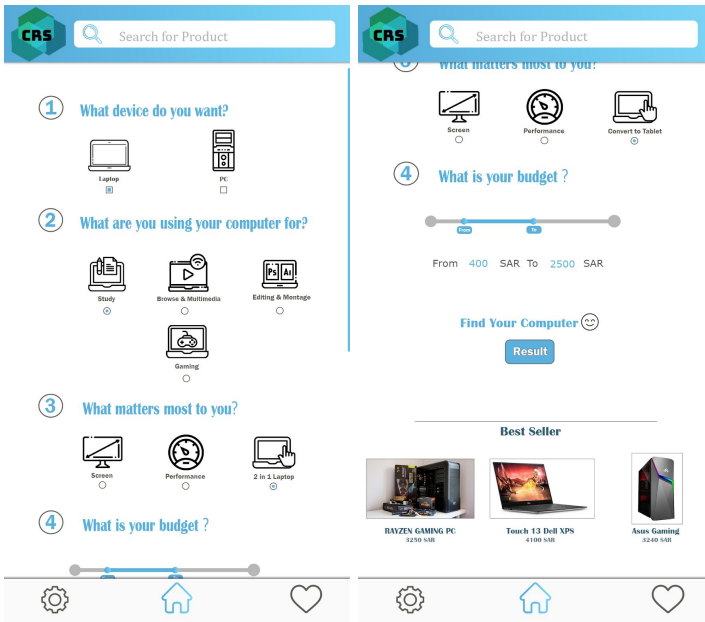 CRS
Search for Product
1 What device do you want?
Laptop PC
2 What are you using your computer for?
Ps Ai
Study Browse & Multimedia Editing & Montage
Gaming
3 What matters most to you?
Screen Performance 2 in 1 Laptop
4 What is your budget ?
CRS
Search for Product
What matters most to you?
Screen Performance Convert to Tablet
4 What is your budget ?
From To
From 400 SAR To 2500 SAR
Find Your Computer
Result
Best Seller
RAYZEN GAMING PC Touch 13 Dell XPS Asus Gaming
3250 SAR 4100 SAR 3240 SAR